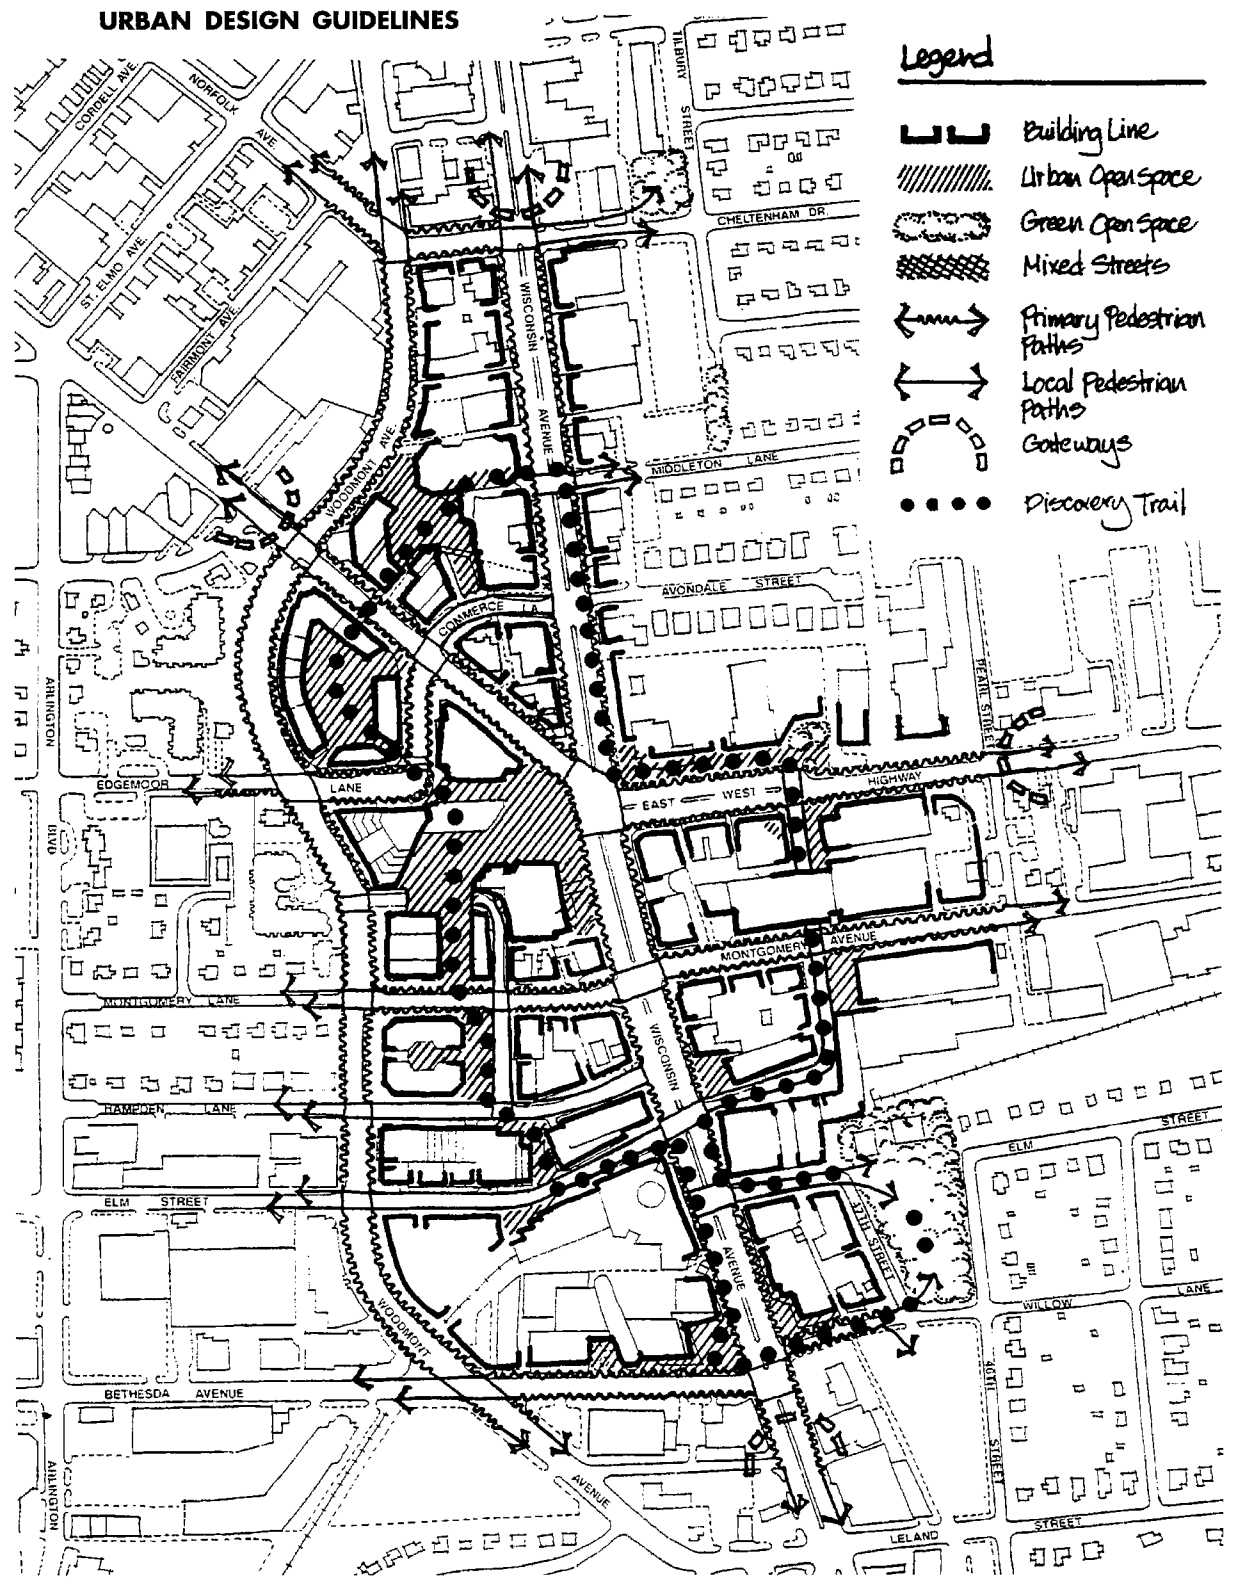 URBAN DESIGN GUIDELINES
Legend
Building Line
Urban Open Space
Green Open Space
Mixed Streets
Primary Pedestrian
Paths
Local Pedestrian
Paths
Gateways
Discovery Trail
CORDELL AVE.
NORFOLK
AVE.
TILBURY
STREET
CHELTENHAM DR.
ST. ELMO AVE.
FAIRMONT AVE.
WISCONSIN
AVENUE
WOODMONT AVE.
MIDDLETON LANE
AVONDALE STREET
COMMERCE LA.
PEARL STREET
ARLINGTON
EDGEMOOR
LANE
HIGHWAY
EAST WEST
BLVD
MONTGOMERY AVENUE
MONTGOMERY LANE
WISCONSIN
HAMPDEN LANE
ELM
STREET
ELM STREET
47TH STREET
AVENUE
WILLOW
LANE
WOODMONT
BETHESDA AVENUE
46TH
STREET
ARLINGTON
AVENUE
STREET
LELAND